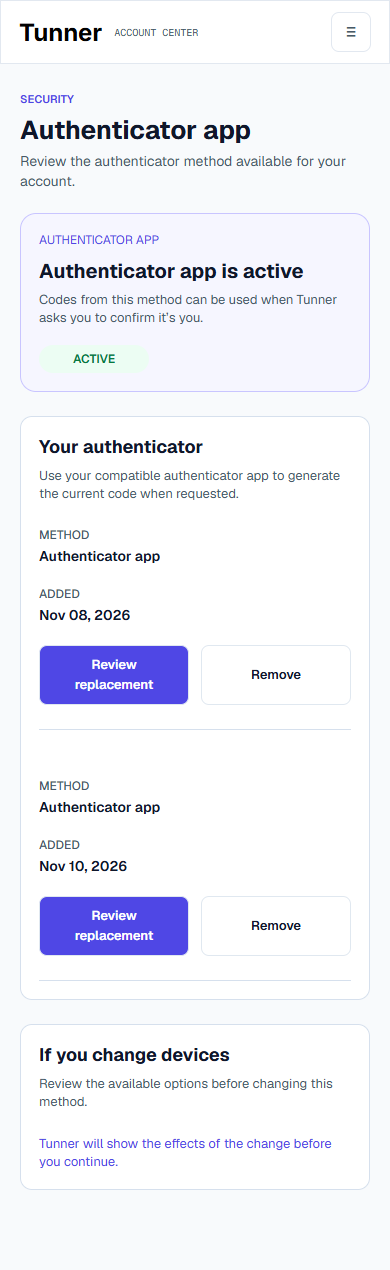 Tunner ACCOUNT CENTER
SECURITY
Authenticator app
Review the authenticator method available for your
account.
AUTHENTICATOR APP
Authenticator app is active
Codes from this method can be used when Tunner
asks you to confirm it's you.
ACTIVE
Your authenticator
Use your compatible authenticator app to generate
the current code when requested.
METHOD
Authenticator app
ADDED
Nov 08, 2026
Review
replacement
Remove
METHOD
Authenticator app
ADDED
Nov 10, 2026
Review
replacement
Remove
If you change devices
Review the available options before changing this
method.
Tunner will show the effects of the change before
you continue.